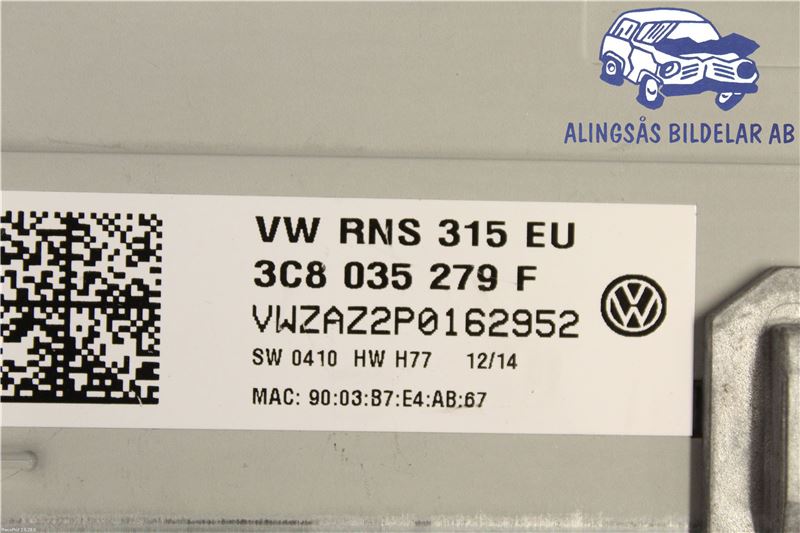 ALINGSÅS BILDELAR AB
VW RNS 315 EU
3C8 035 279 F
VWZAZ2P0162952
SW 0410 HW H77 12/14
MAC: 90:03:B7:E4:AB:67